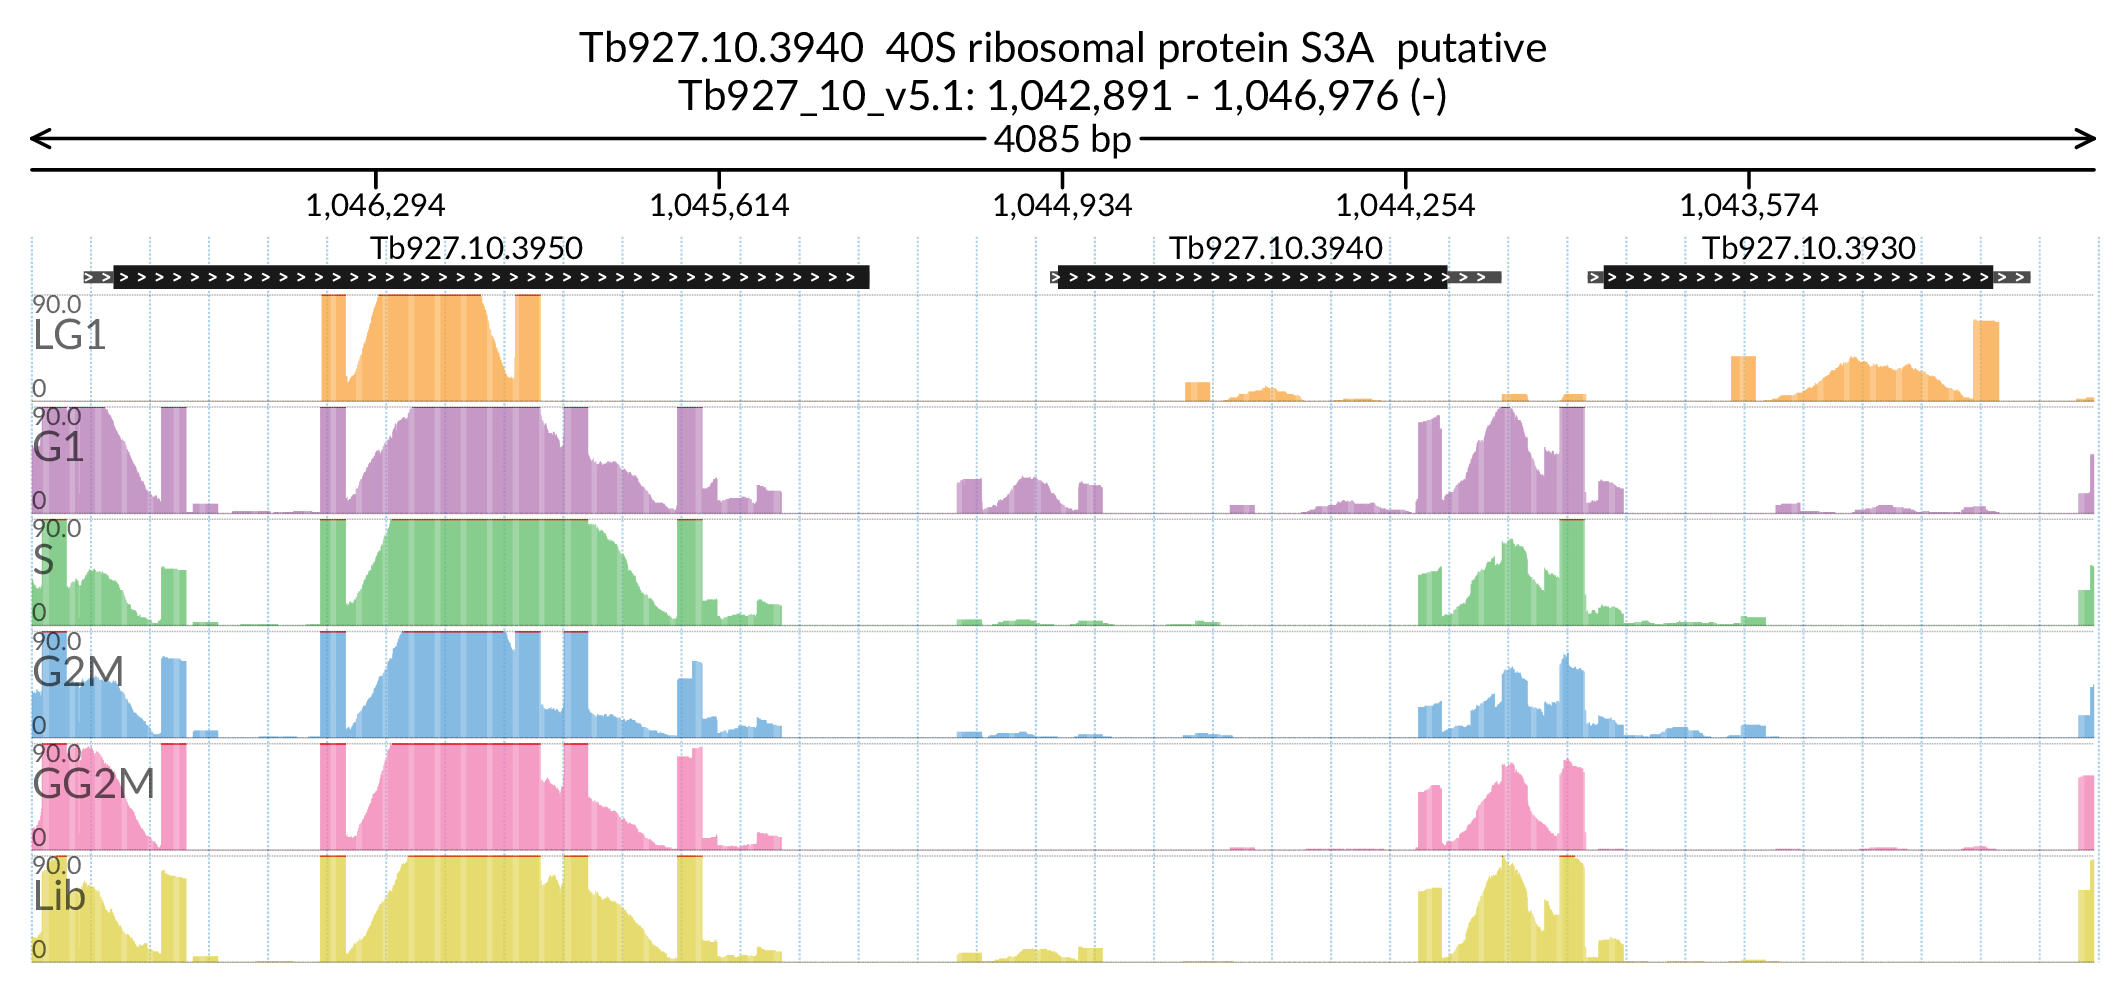 Tb927.10.3940  40S ribosomal protein S3A  putative
Tb927_10_v5.1: 1,042,891 - 1,046,976 (-)
4085 bp
1,046,294 1,045,614 1,044,934 1,044,254 1,043,574
Tb927.10.3950 Tb927.10.3940 Tb927.10.3930
90.0
LG1
0
90.0
G1
0
90.0
S
0
90.0
G2M
0
90.0
GG2M
0
90.0
Lib
0